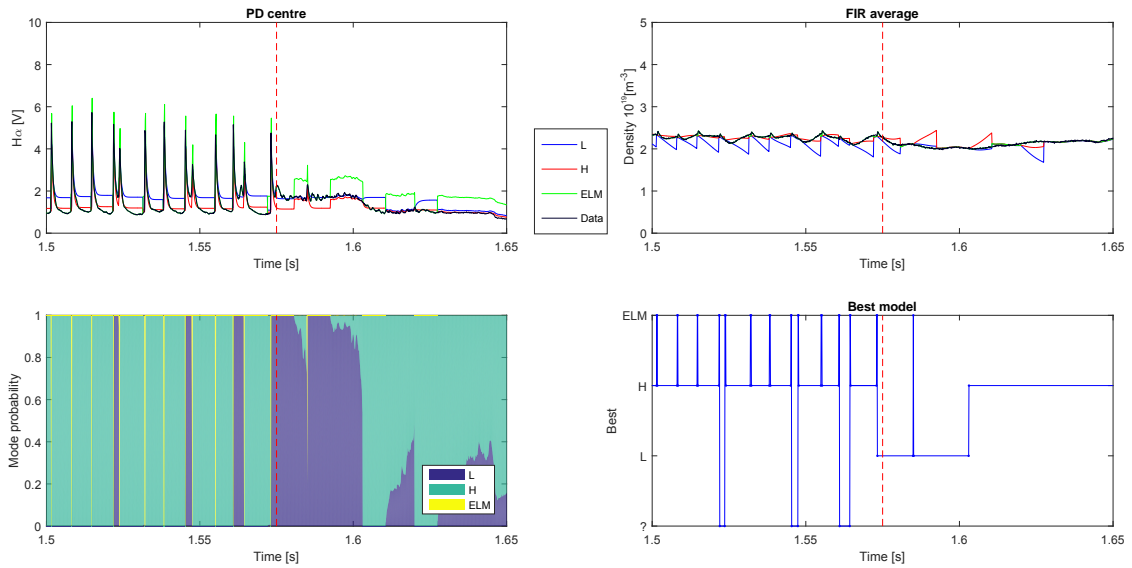 PD centre
10
8
6
4
2
0
Hα [V]
1.5
1.55
1.6
1.65
Time [s]
L
H
ELM
Data
FIR average
5
4
3
2
1
0
Density 10^19[m^-3]
1.5
1.55
1.6
1.65
Time [s]
1
0.8
0.6
0.4
0.2
0
Mode probability
L
H
ELM
1.5
1.55
1.6
1.65
Time [s]
Best model
ELM
H
L
?
Best
1.5
1.55
1.6
1.65
Time [s]